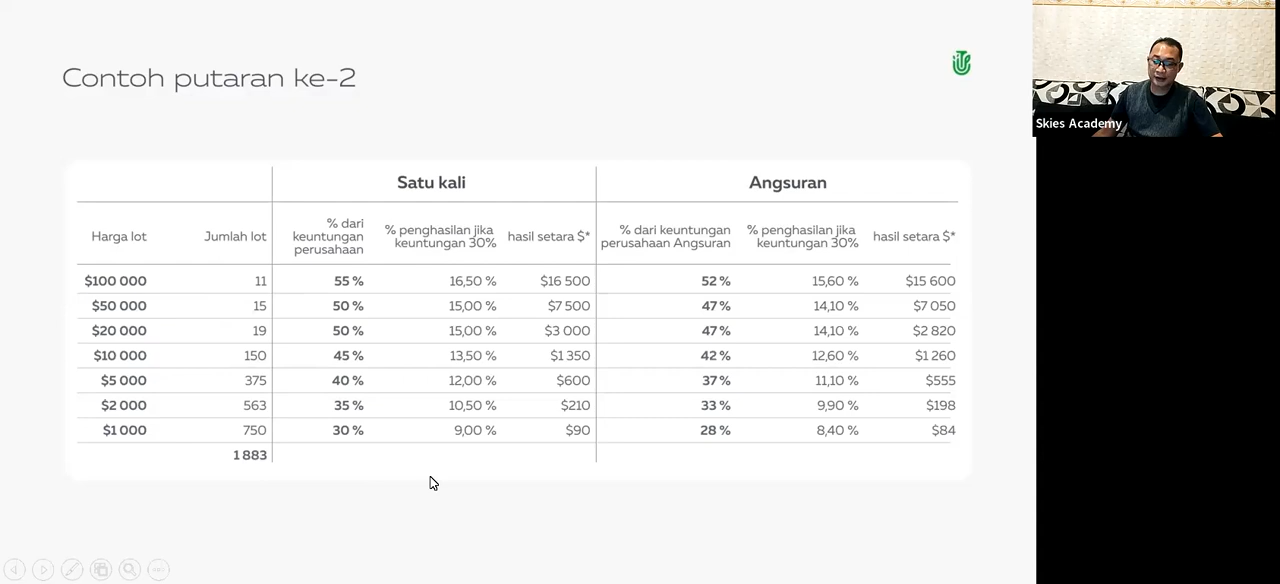 Contoh putaran ke-2
Skies Academy
Satu kali Angsuran
Harga lot Jumlah lot % dari keuntungan perusahaan % penghasilan jika keuntungan 30% hasil setara $* % dari keuntungan perusahaan Angsuran % penghasilan jika keuntungan 30% hasil setara $*
$100 000 11 55 % 16,50 % $16 500 52 % 15,60 % $15 600
$50 000 15 50 % 15,00 % $7 500 47 % 14,10 % $7 050
$20 000 19 50 % 15,00 % $3 000 47 % 14,10 % $2 820
$10 000 150 45 % 13,50 % $1 350 42 % 12,60 % $1 260
$5 000 375 40 % 12,00 % $600 37 % 11,10 % $555
$2 000 563 35 % 10,50 % $210 33 % 9,90 % $198
$1 000 750 30 % 9,00 % $90 28 % 8,40 % $84
1 883